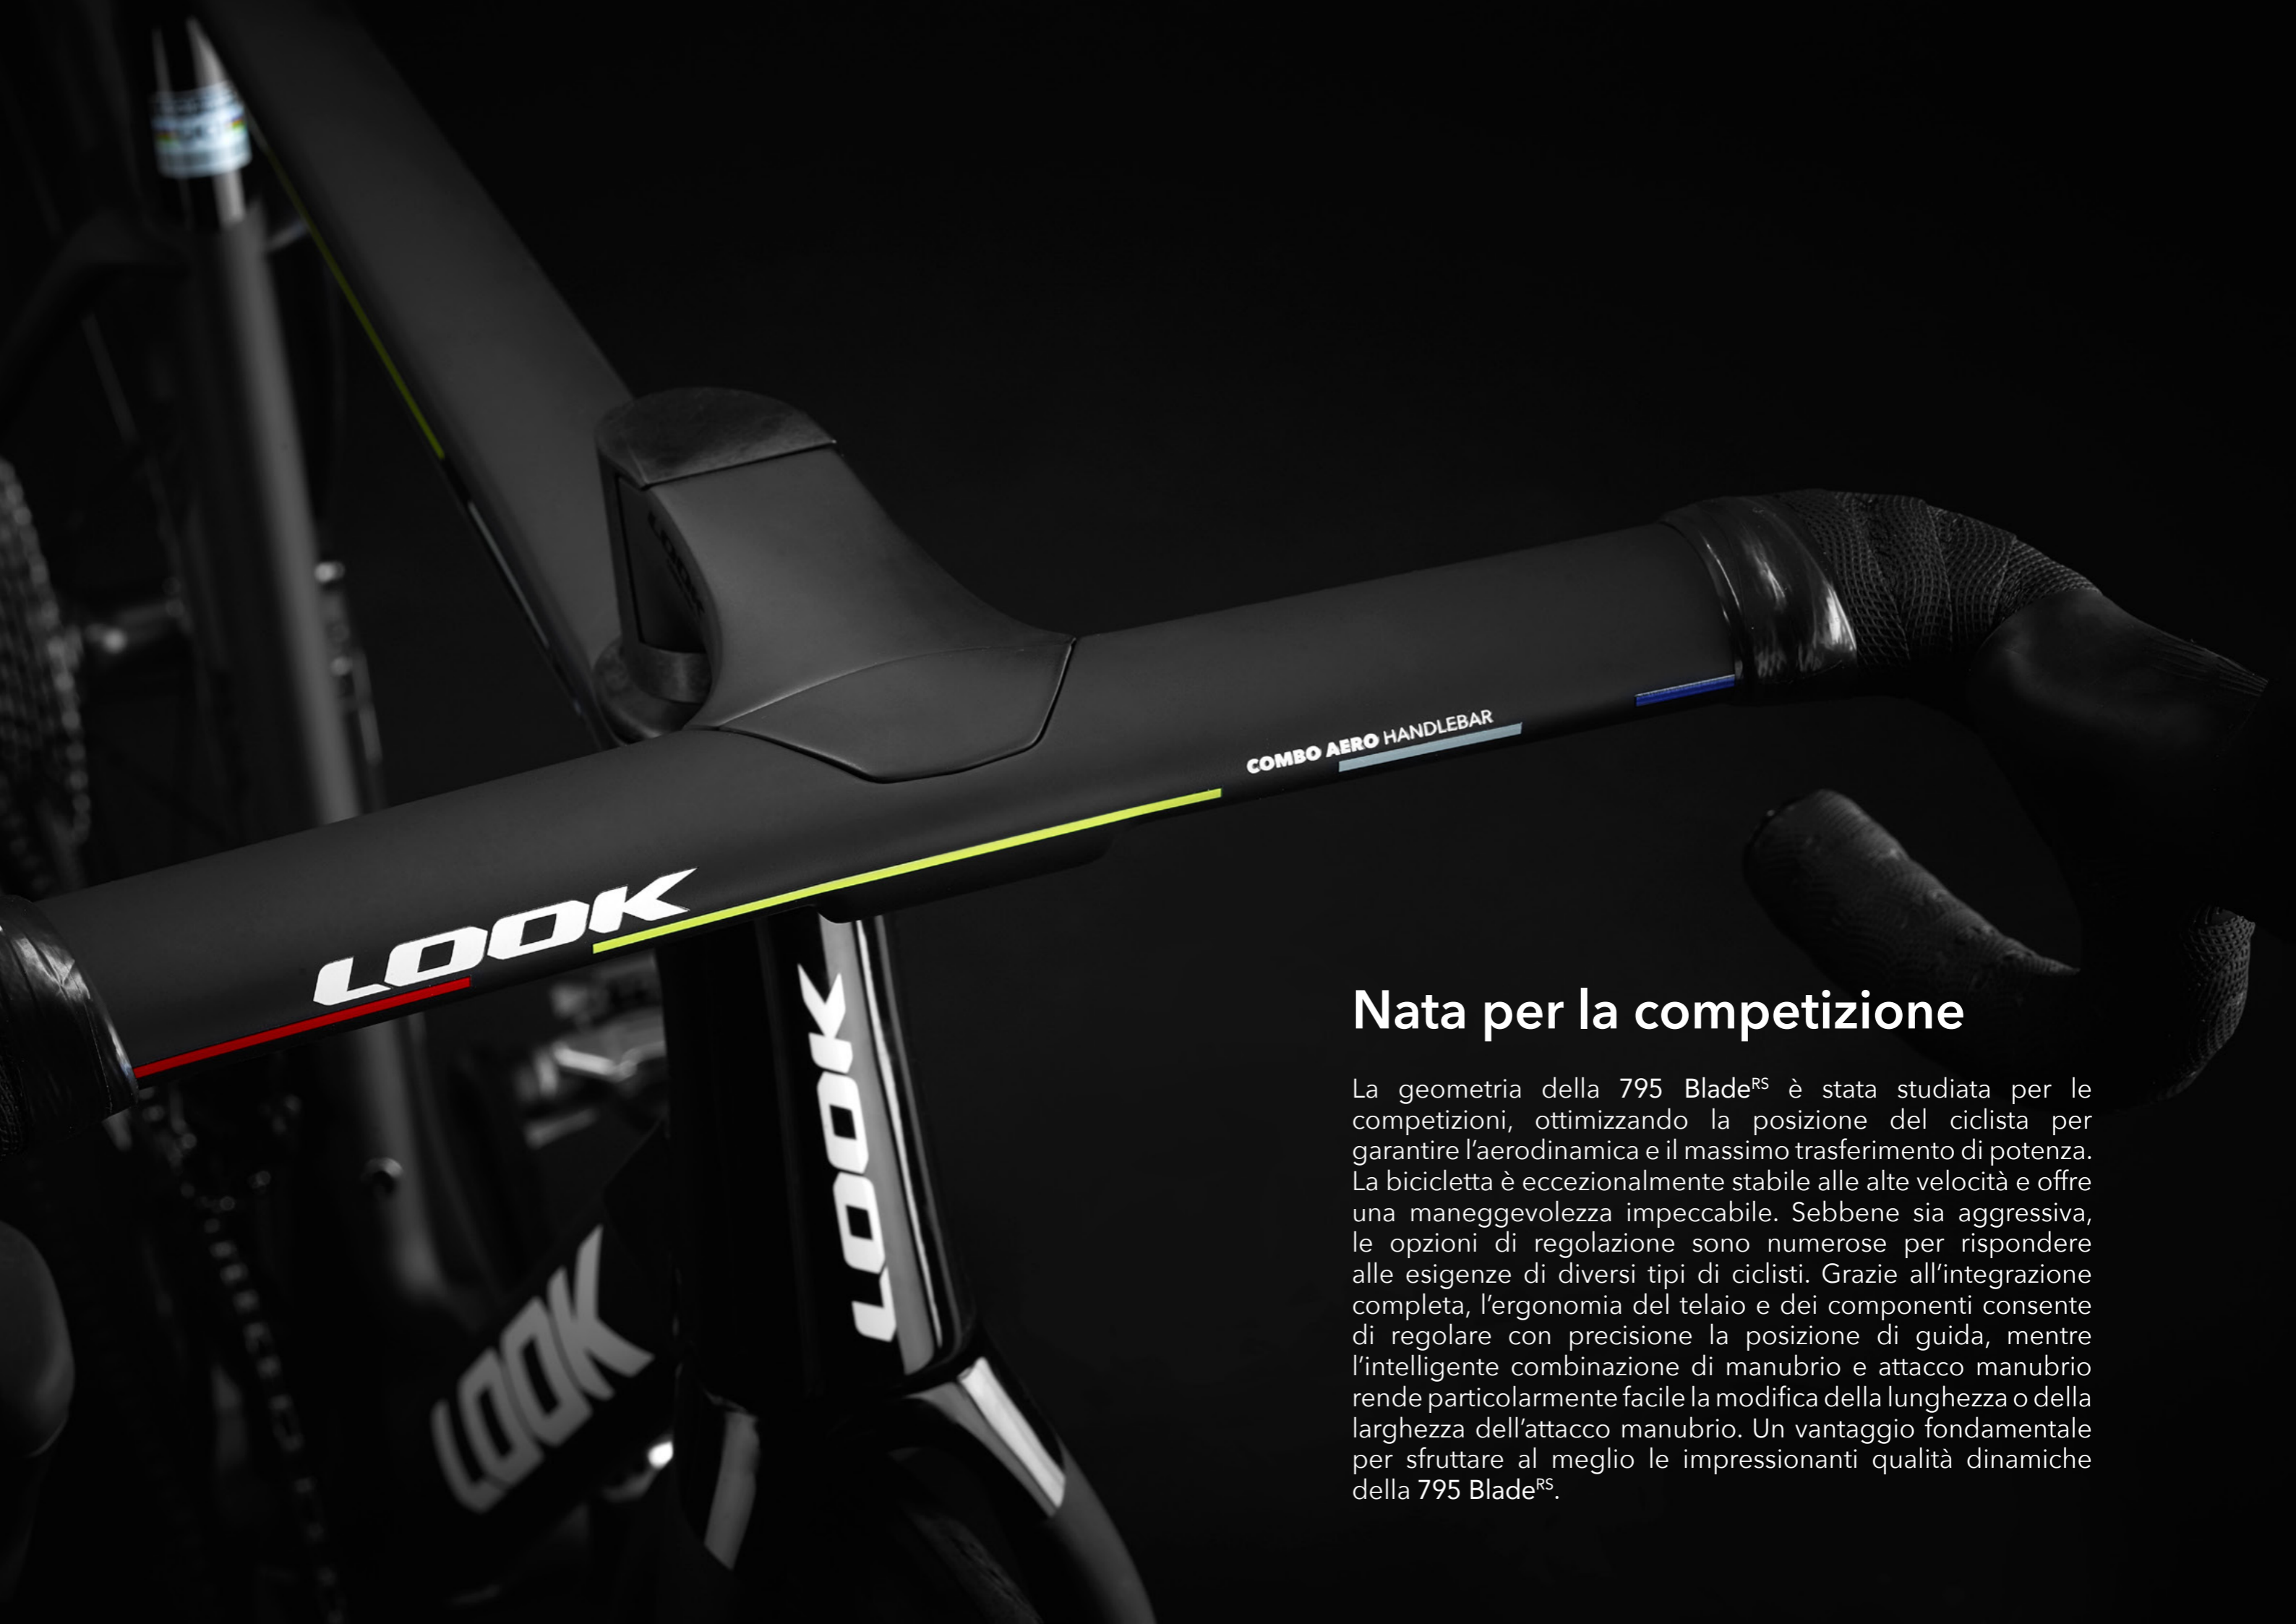 COMBO AERO HANDLEBAR
LOOK
LOOK
LOOK
Nata per la competizione
La geometria della 795 Blade RS è stata studiata per le
competizioni, ottimizzando la posizione del ciclista per
garantire l’aerodinamica e il massimo trasferimento di potenza.
La bicicletta è eccezionalmente stabile alle alte velocità e offre
una maneggevolezza impeccabile. Sebbene sia aggressiva,
le opzioni di regolazione sono numerose per rispondere
alle esigenze di diversi tipi di ciclisti. Grazie all’integrazione
completa, l’ergonomia del telaio e dei componenti consente
di regolare con precisione la posizione di guida, mentre
l’intelligente combinazione di manubrio e attacco manubrio
rende particolarmente facile la modifica della lunghezza o della
larghezza dell’attacco manubrio. Un vantaggio fondamentale
per sfruttare al meglio le impressionanti qualità dinamiche
della 795 Blade RS.